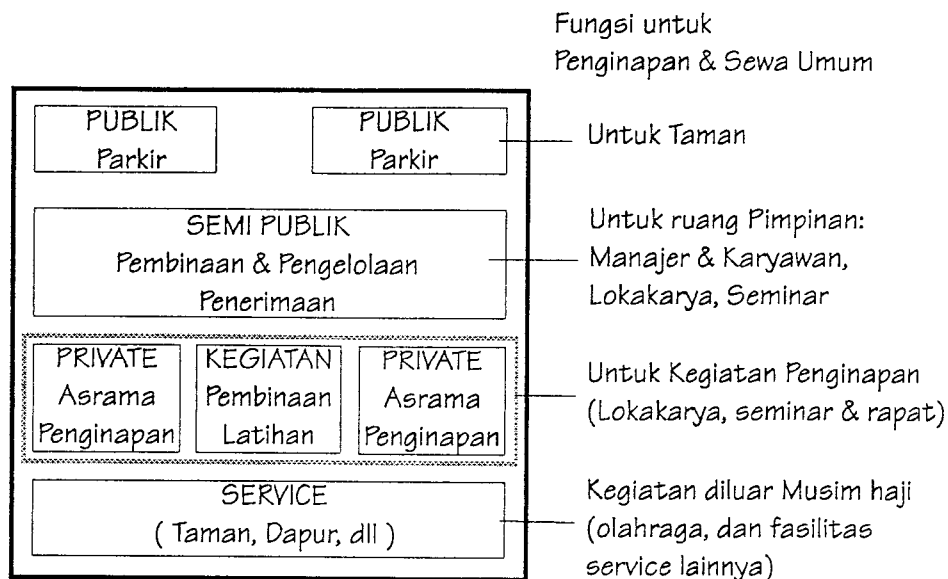 Fungsi untuk
Penginapan & Sewa Umum
PUBLIK
Parkir
PUBLIK
Parkir
Untuk Taman
SEMI PUBLIK
Pembinaan & Pengelolaan
Penerimaan
Untuk ruang Pimpinan:
Manajer & Karyawan,
Lokakarya, Seminar
PRIVATE
Asrama
Penginapan
KEGIATAN
Pembinaan
Latihan
PRIVATE
Asrama
Penginapan
Untuk Kegiatan Penginapan
(Lokakarya, seminar & rapat)
SERVICE
( Taman, Dapur, dll )
Kegiatan diluar Musim haji
(olahraga, dan fasilitas
service lainnya)